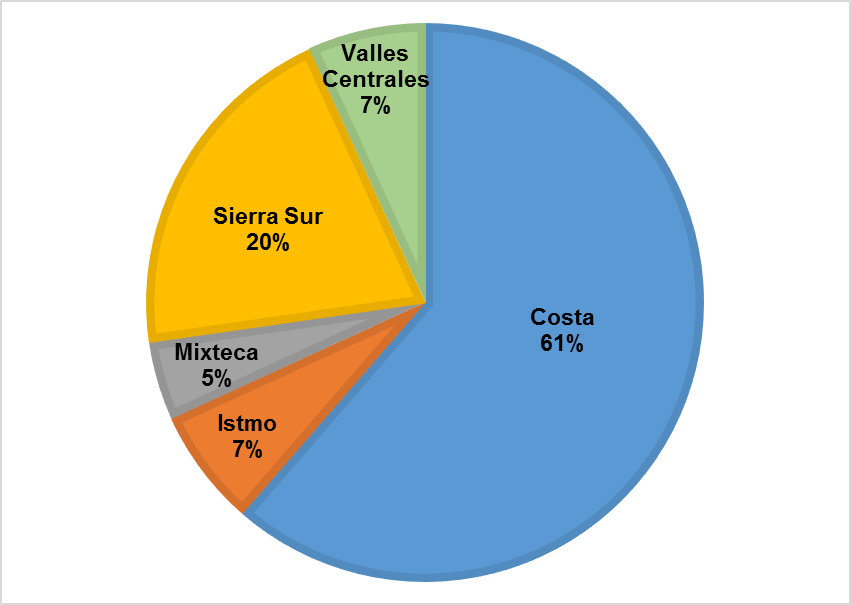 Valles
Centrales
7%
Sierra Sur
20%
Costa
61%
Mixteca
5%
Istmo
7%